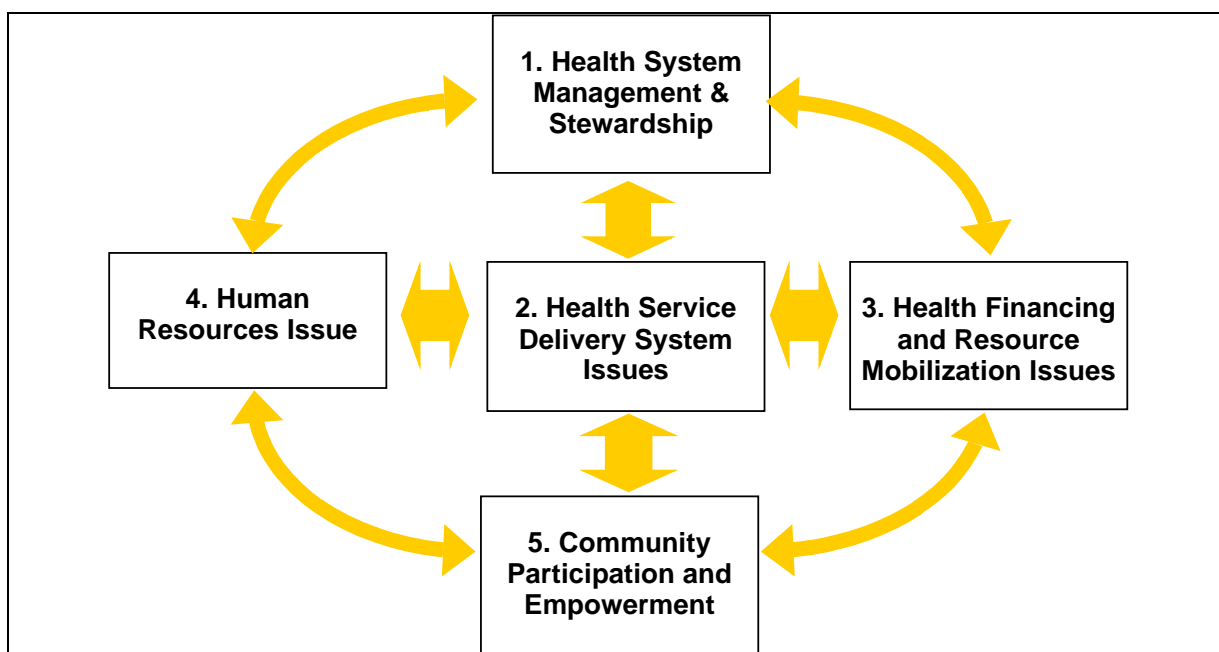 1. Health System
Management &
Stewardship
4. Human
Resources Issue
2. Health Service
Delivery System
Issues
3. Health Financing
and Resource
Mobilization Issues
5. Community
Participation and
Empowerment